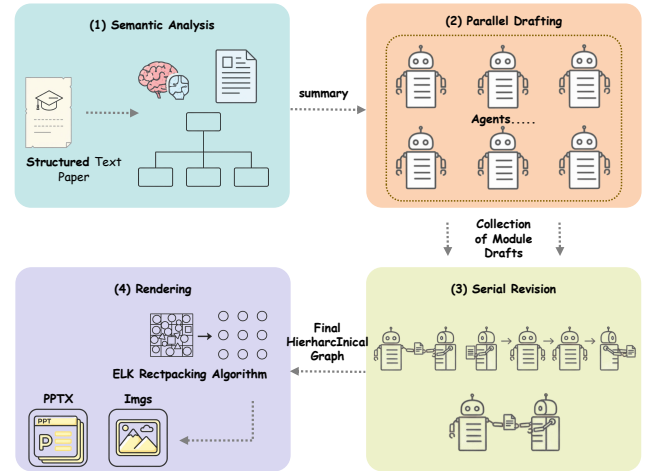 (1) Semantic Analysis
Structured Text
Paper
summary
(2) Parallel Drafting
Agents.....
Collection
of Module
Drafts
(3) Serial Revision
Final
HierharcInical
Graph
(4) Rendering
ELK Rectpacking Algorithm
PPTX
Imgs
PPT
P